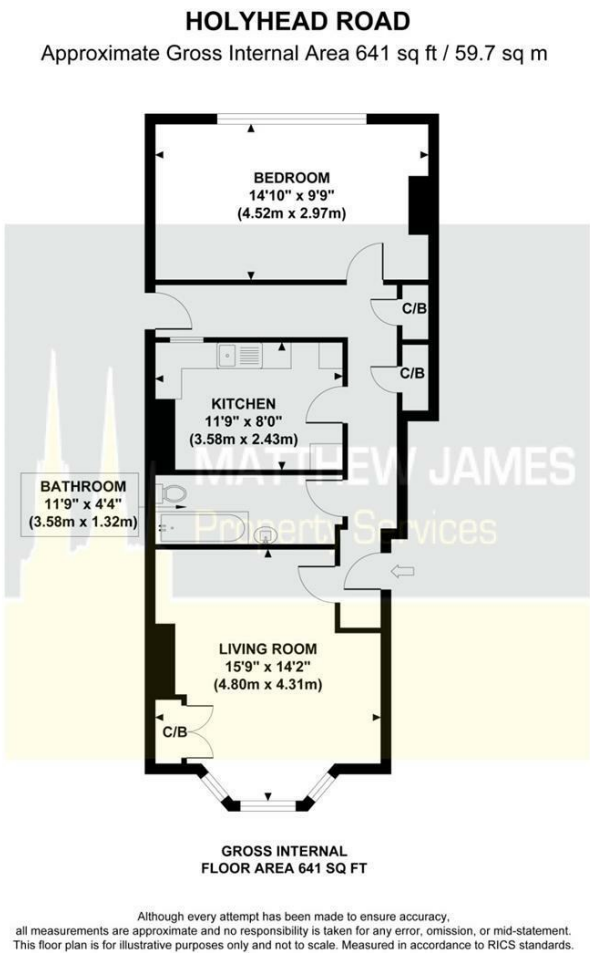 HOLYHEAD ROAD
Approximate Gross Internal Area 641 sq ft / 59.7 sq m
BEDROOM
14'10" x 9'9"
(4.52m x 2.97m)
C/B
C/B
KITCHEN
11'9" x 8'0"
(3.58m x 2.43m)
MATTHEW JAMES
Property Services
BATHROOM
11'9" x 4'4"
(3.58m x 1.32m)
LIVING ROOM
15'9" x 14'2"
(4.80m x 4.31m)
C/B
GROSS INTERNAL
FLOOR AREA 641 SQ FT
Although every attempt has been made to ensure accuracy,
all measurements are approximate and no responsibility is taken for any error, omission, or mid-statement.
This floor plan is for illustrative purposes only and not to scale. Measured in accordance to RICS standards.